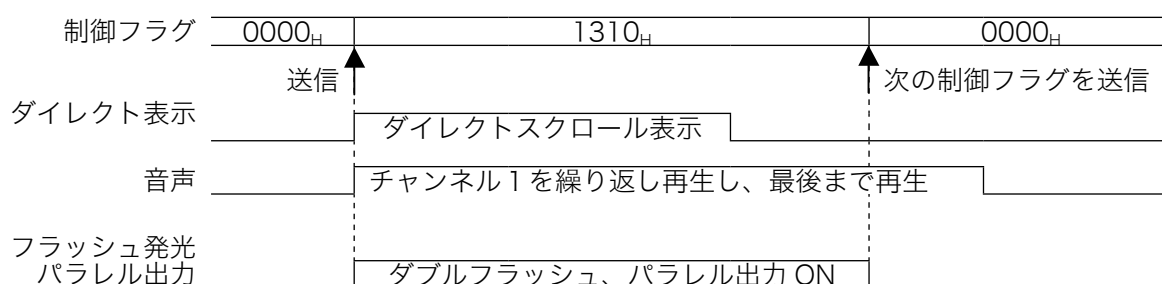 制御フラグ 0000H 1310H 0000H
送信 次の制御フラグを送信
ダイレクト表示 ダイレクトスクロール表示
音声 チャンネル1を繰り返し再生し、最後まで再生
フラッシュ発光
パラレル出力 ダブルフラッシュ、パラレル出力 ON